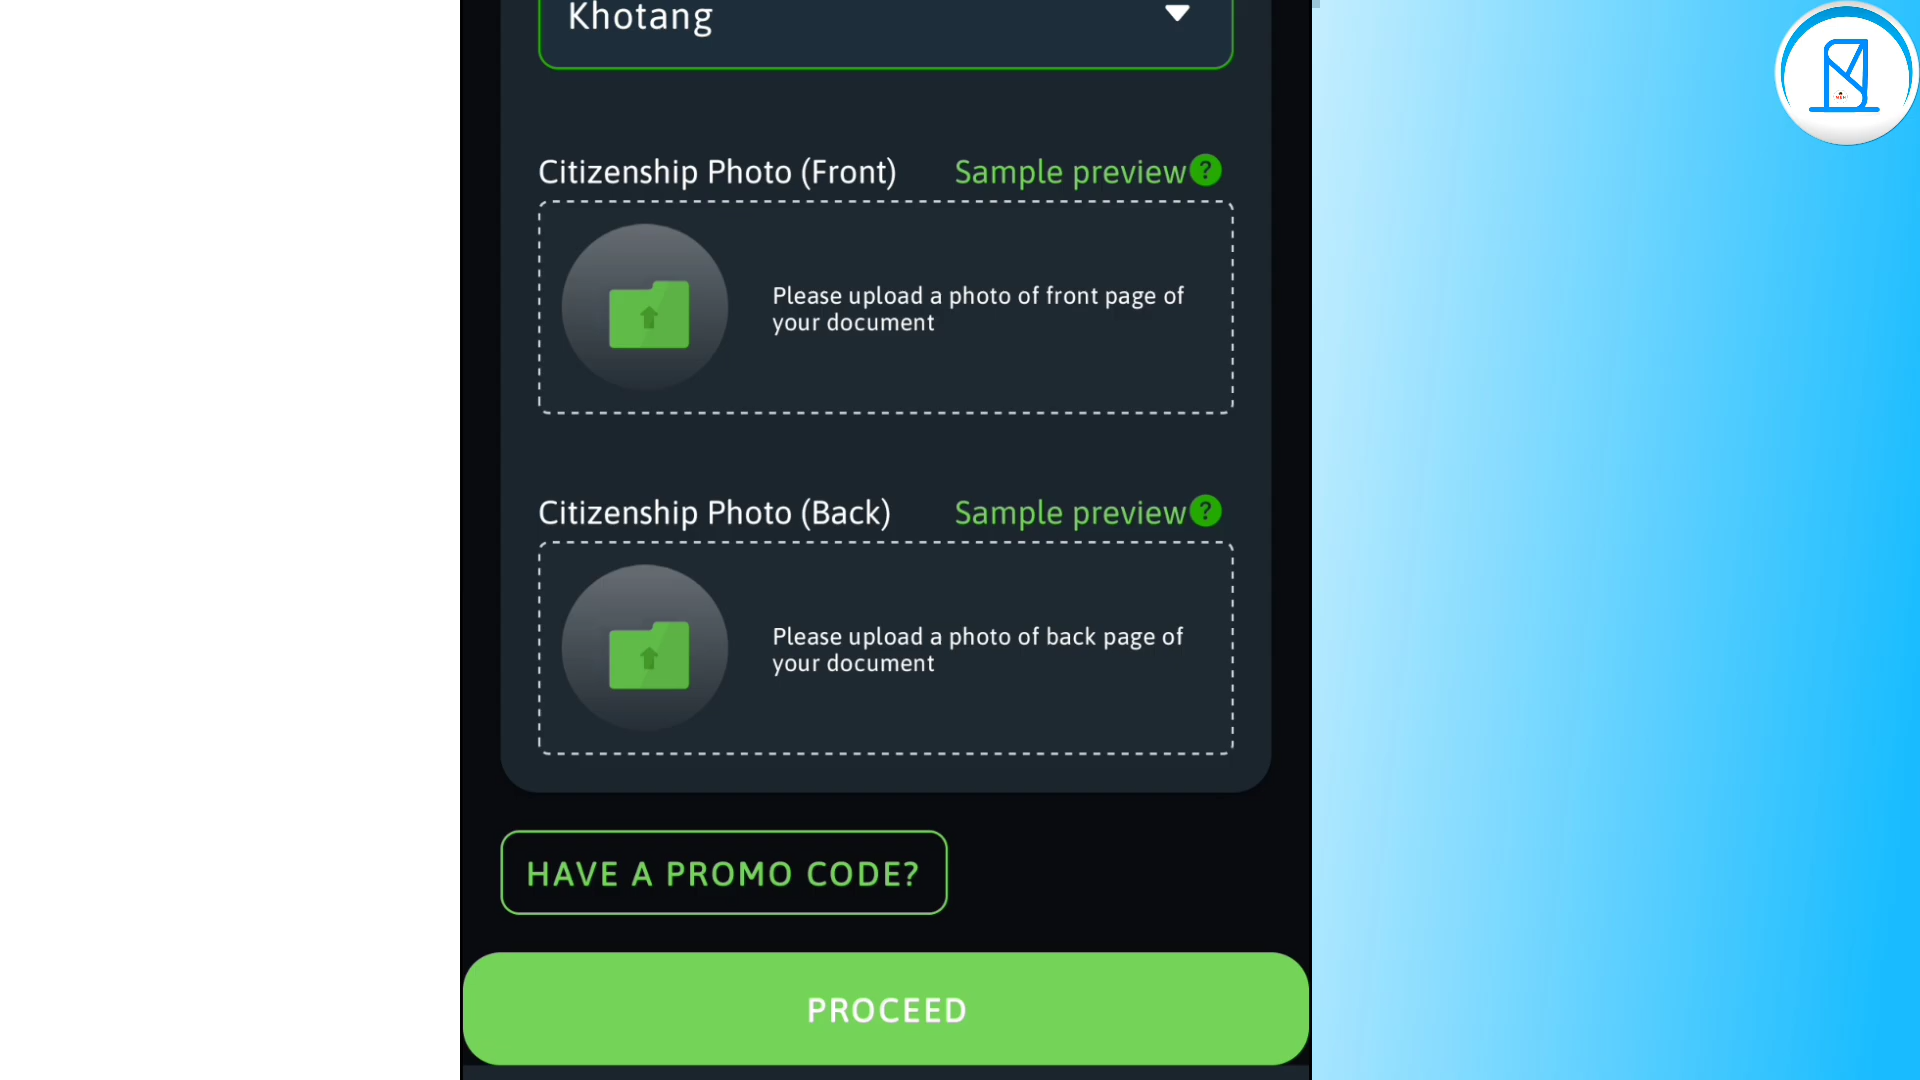 Khotang
Citizenship Photo (Front)
Sample preview
?
Please upload a photo of front page of
your document
Citizenship Photo (Back)
Sample preview
?
Please upload a photo of back page of
your document
HAVE A PROMO CODE?
PROCEED